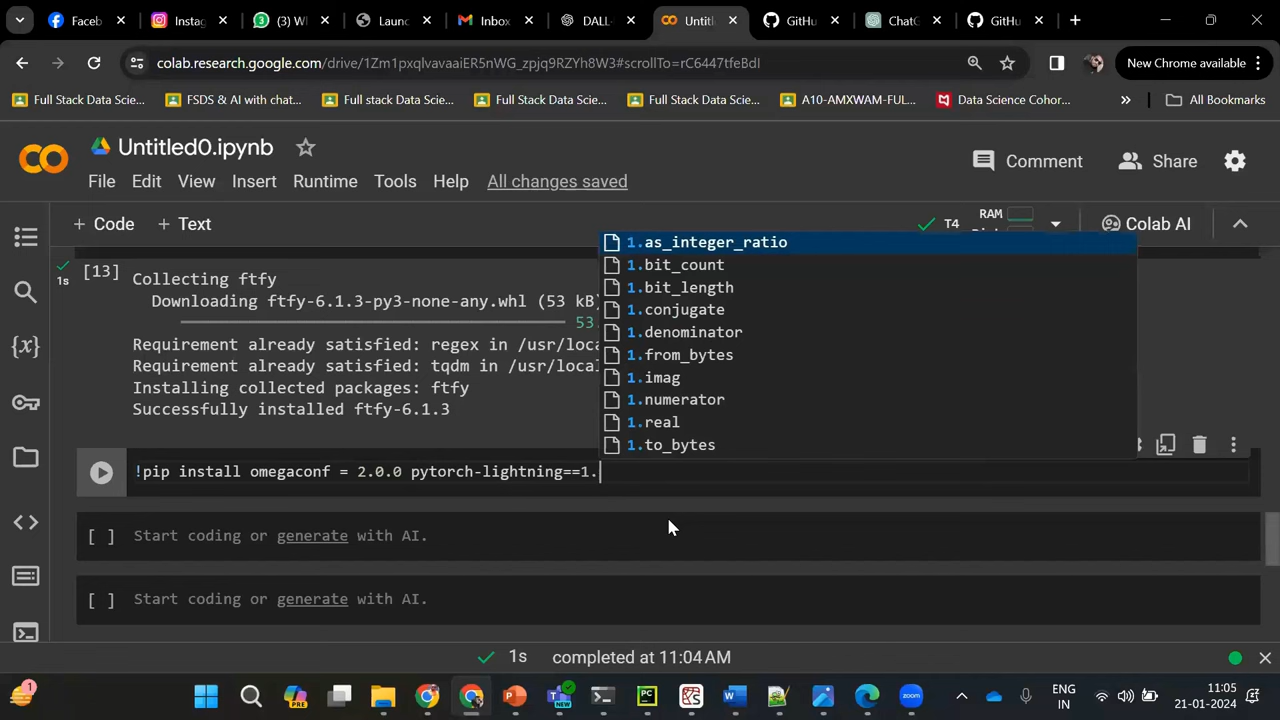 Faceb
Instag
(3) W
Launc
Inbox
DALL-
Untitl
GitHu
ChatG
GitHu
colab.research.google.com/drive/1Zm1pxqlvavaaiER5nWG_zpjq9RZYh8W3#scrollTo=rC6447tfeBdI
New Chrome available
Full Stack Data Scie...
FSDS & AI with chat...
Full stack Data Scie...
Full Stack Data Scie...
Full Stack Data Scie...
A10-AMXWAM-FUL...
Data Science Cohor...
All Bookmarks
Untitled0.ipynb
Comment
Share
File Edit View Insert Runtime Tools Help All changes saved
+ Code + Text
T4
RAM
Colab AI
1s
[13]
Collecting ftfy
Downloading ftfy-6.1.3-py3-none-any.whl (53 kB)
53.
Requirement already satisfied: regex in /usr/loca
Requirement already satisfied: tqdm in /usr/loca
Installing collected packages: ftfy
Successfully installed ftfy-6.1.3
1.as_integer_ratio
1.bit_count
1.bit_length
1.conjugate
1.denominator
1.from_bytes
1.imag
1.numerator
1.real
1.to_bytes
!pip install omegaconf = 2.0.0 pytorch-lightning==1.
[ ] Start coding or generate with AI.
[ ] Start coding or generate with AI.
1s completed at 11:04 AM
1
PRE
NEW
PC
zoom
ENG
IN
11:05
21-01-2024